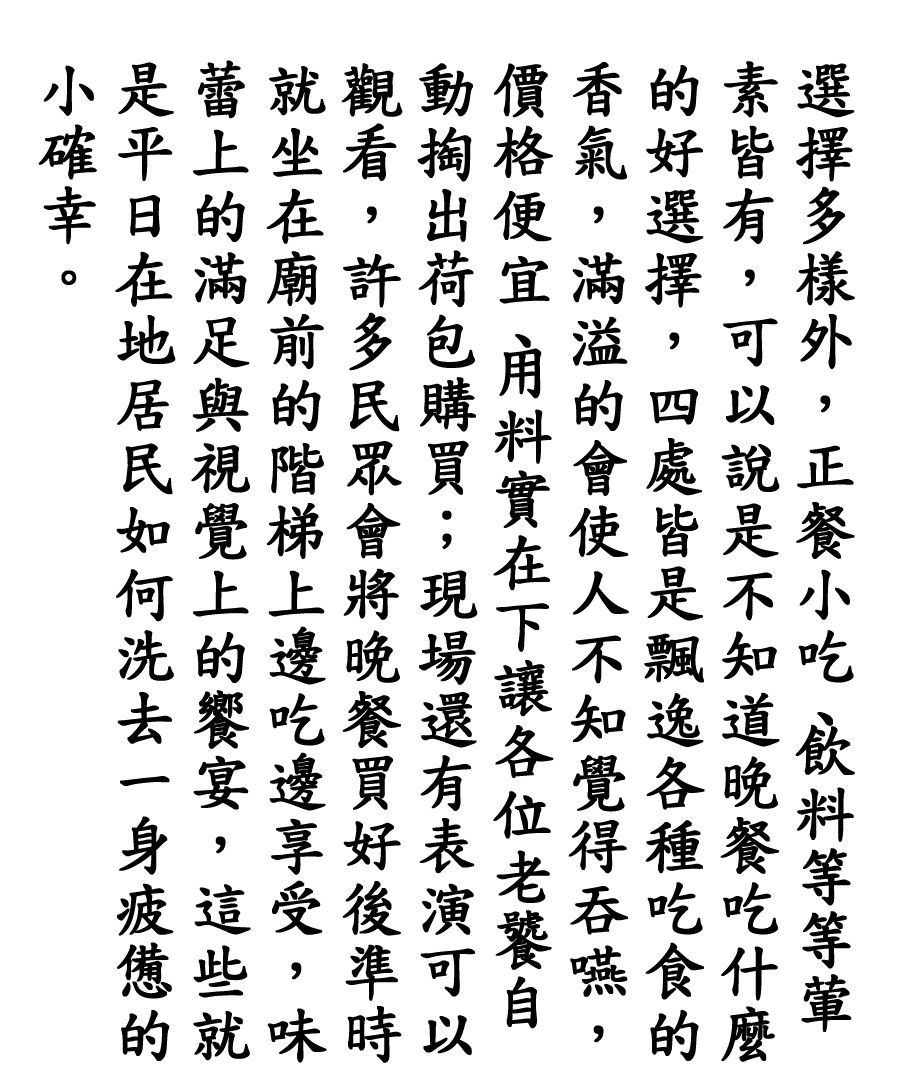 選擇多樣外，正餐小吃、飲料等等葷
素皆有，可以說是不知道晚餐吃什麼
的好選擇，四處皆是飄逸各種吃食的
香氣，滿溢的會使人不知覺得吞嚥，
價格便宜、用料實在下讓各位老饕自
動掏出荷包購買；現場還有表演可以
觀看，許多民眾會將晚餐買好後準時
就坐在廟前的階梯上邊吃邊享受，味
蕾上的滿足與視覺上的饗宴，這些就
是平日在地居民如何洗去一身疲憊的
小確幸。